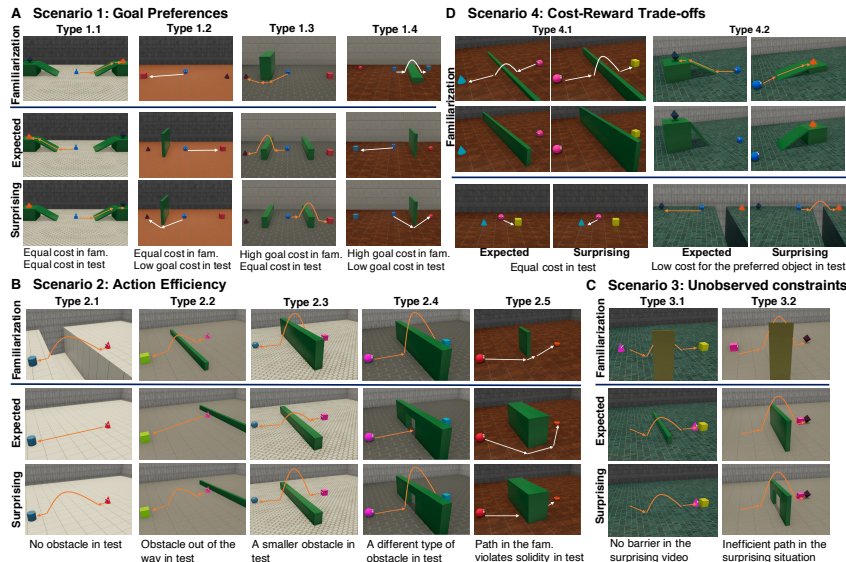 A Scenario 1: Goal Preferences
Type 1.1 Type 1.2 Type 1.3 Type 1.4
Familiarization
Expected
Surprising
Equal cost in fam.
Equal cost in test
Equal cost in fam.
Low goal cost in test
High goal cost in fam.
Equal cost in test
High goal cost in fam.
Low goal cost in test
D Scenario 4: Cost-Reward Trade-offs
Type 4.1 Type 4.2
Familiarization
Expected Surprising
Equal cost in test
Expected Surprising
Low cost for the preferred object in test
B Scenario 2: Action Efficiency
Type 2.1 Type 2.2 Type 2.3 Type 2.4 Type 2.5
Familiarization
Expected
Surprising
No obstacle in test
Obstacle out of the
way in test
A smaller obstacle in
test
A different type of
obstacle in test
Path in the fam.
violates solidity in test
C Scenario 3: Unobserved constraints
Type 3.1 Type 3.2
Familiarization
Expected
Surprising
No barrier in the
surprising video
Inefficient path in the
surprising situation